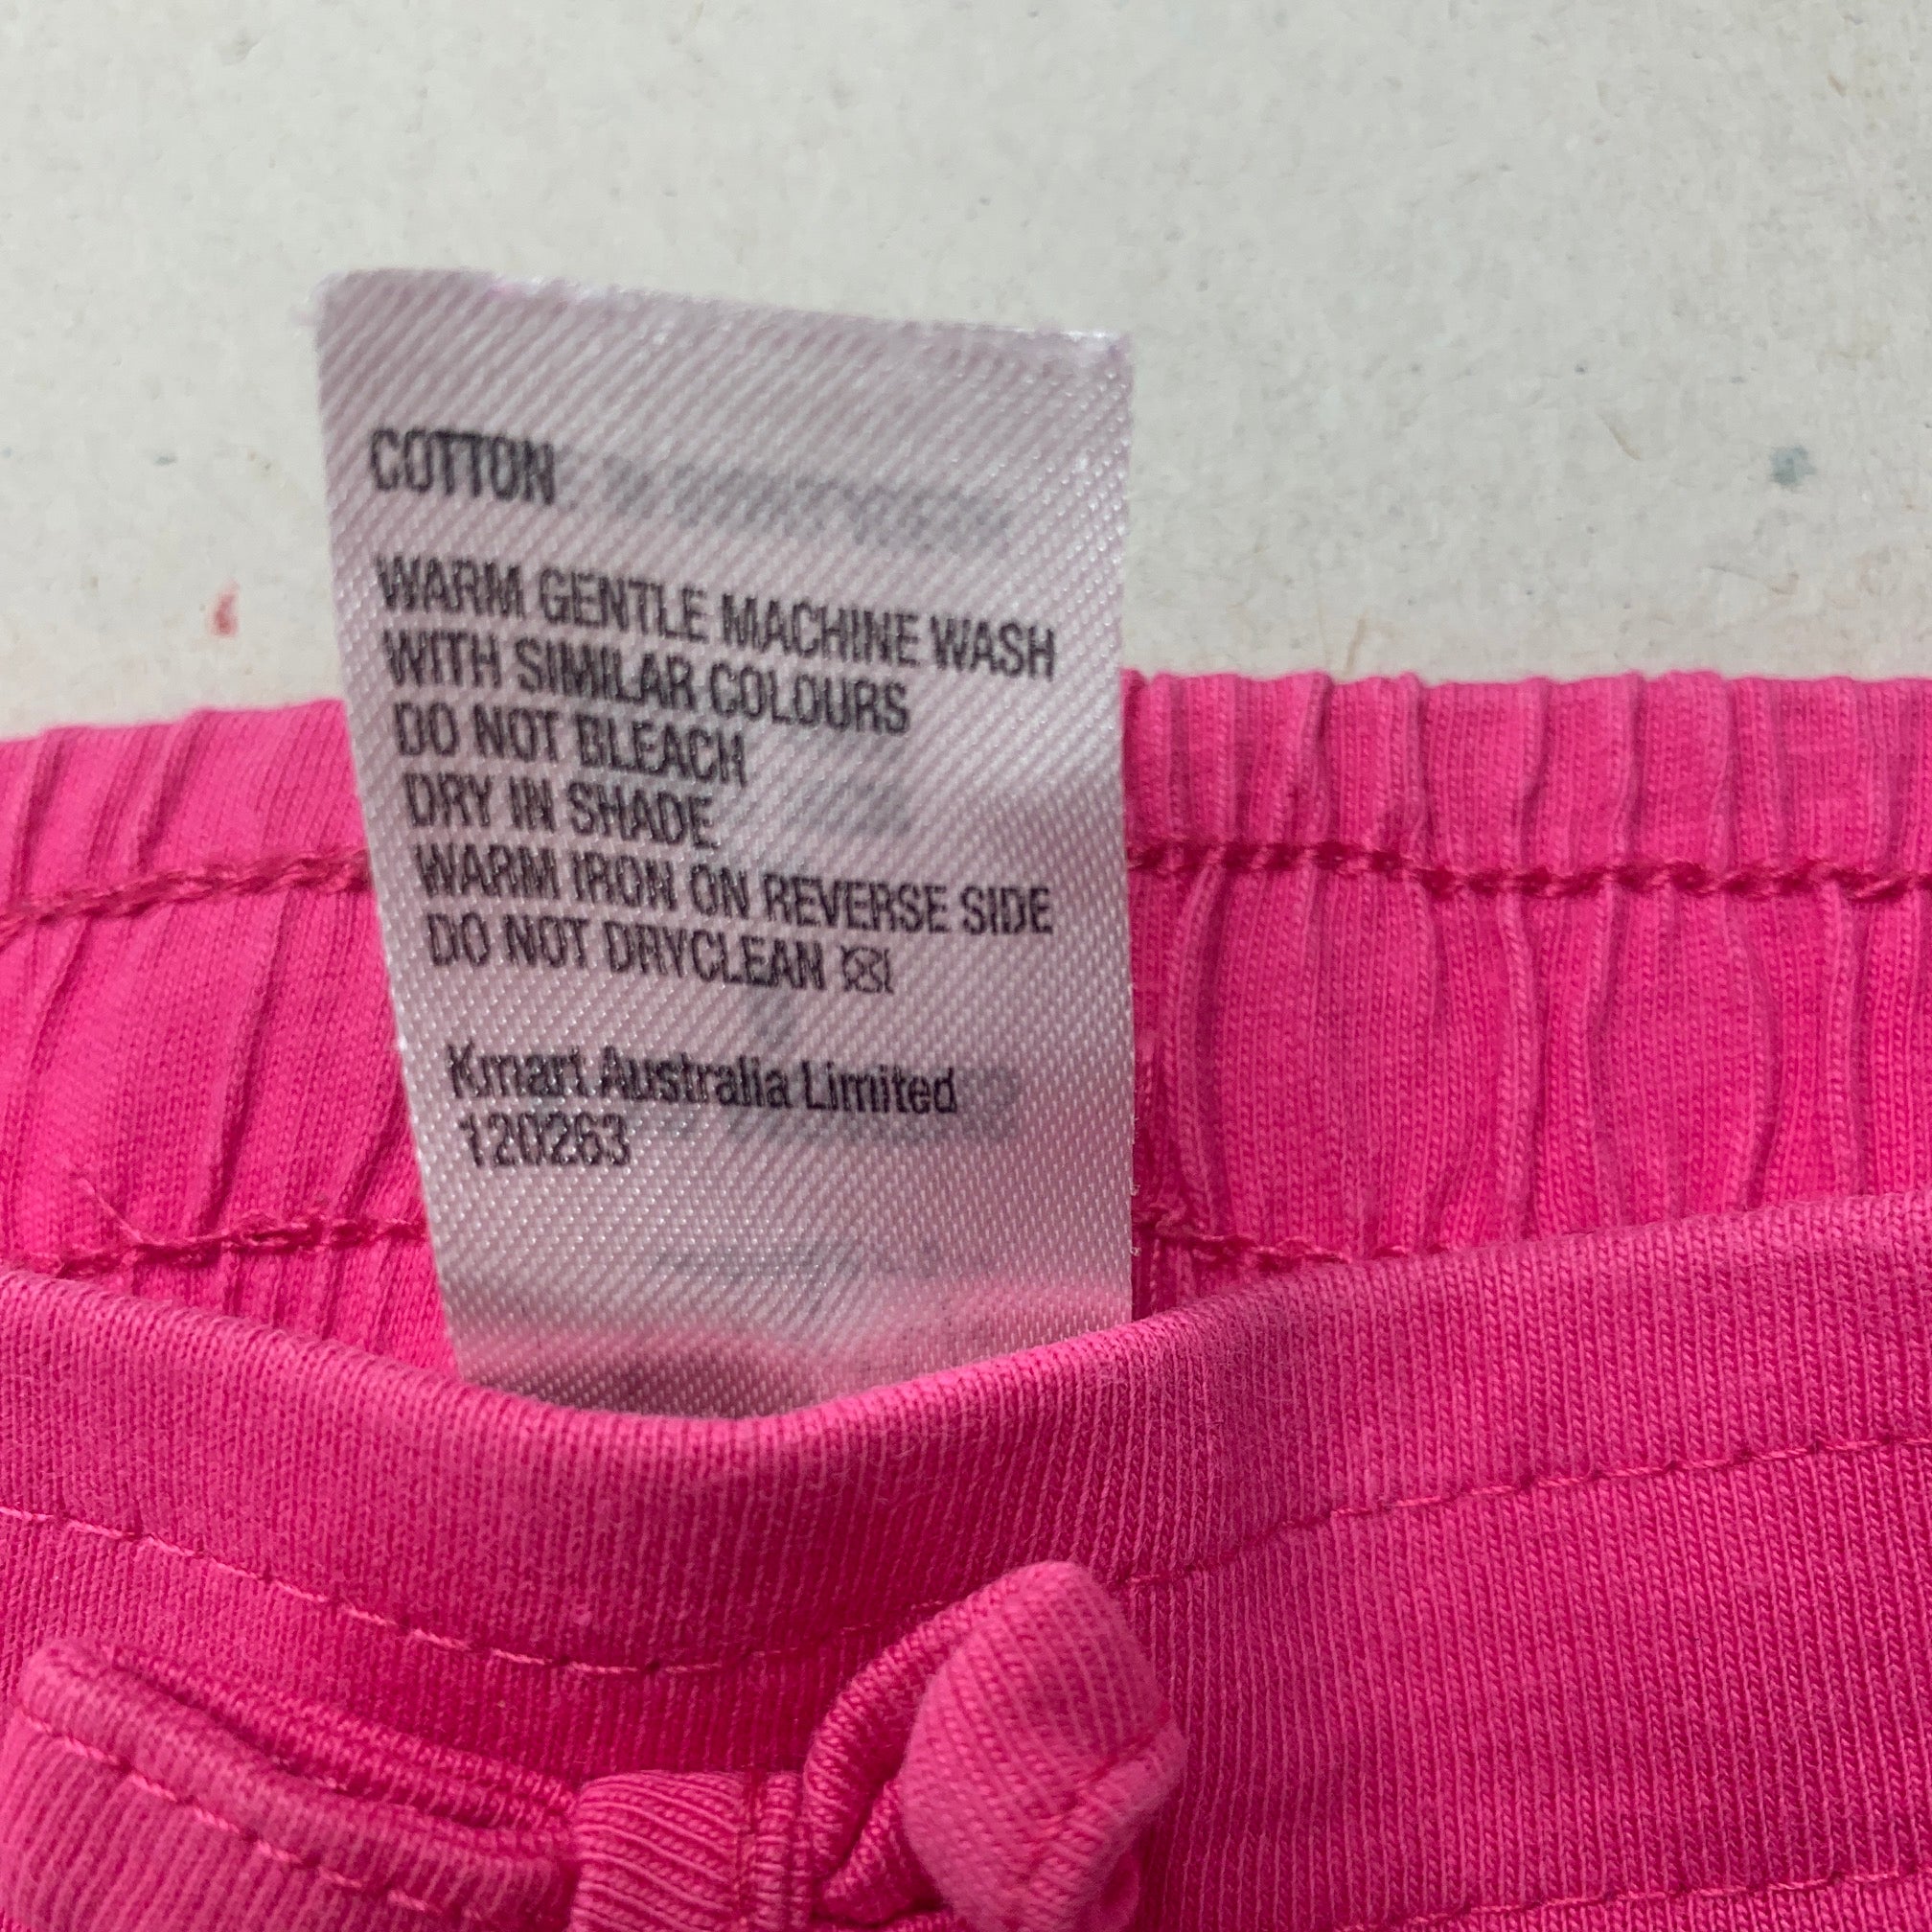 COTTON
WARM GENTLE MACHINE WASH
WITH SIMILAR COLOURS
DO NOT BLEACH
DRY IN SHADE
WARM IRON ON REVERSE SIDE
DO NOT DRYCLEAN
Kmart Australia Limited
120263